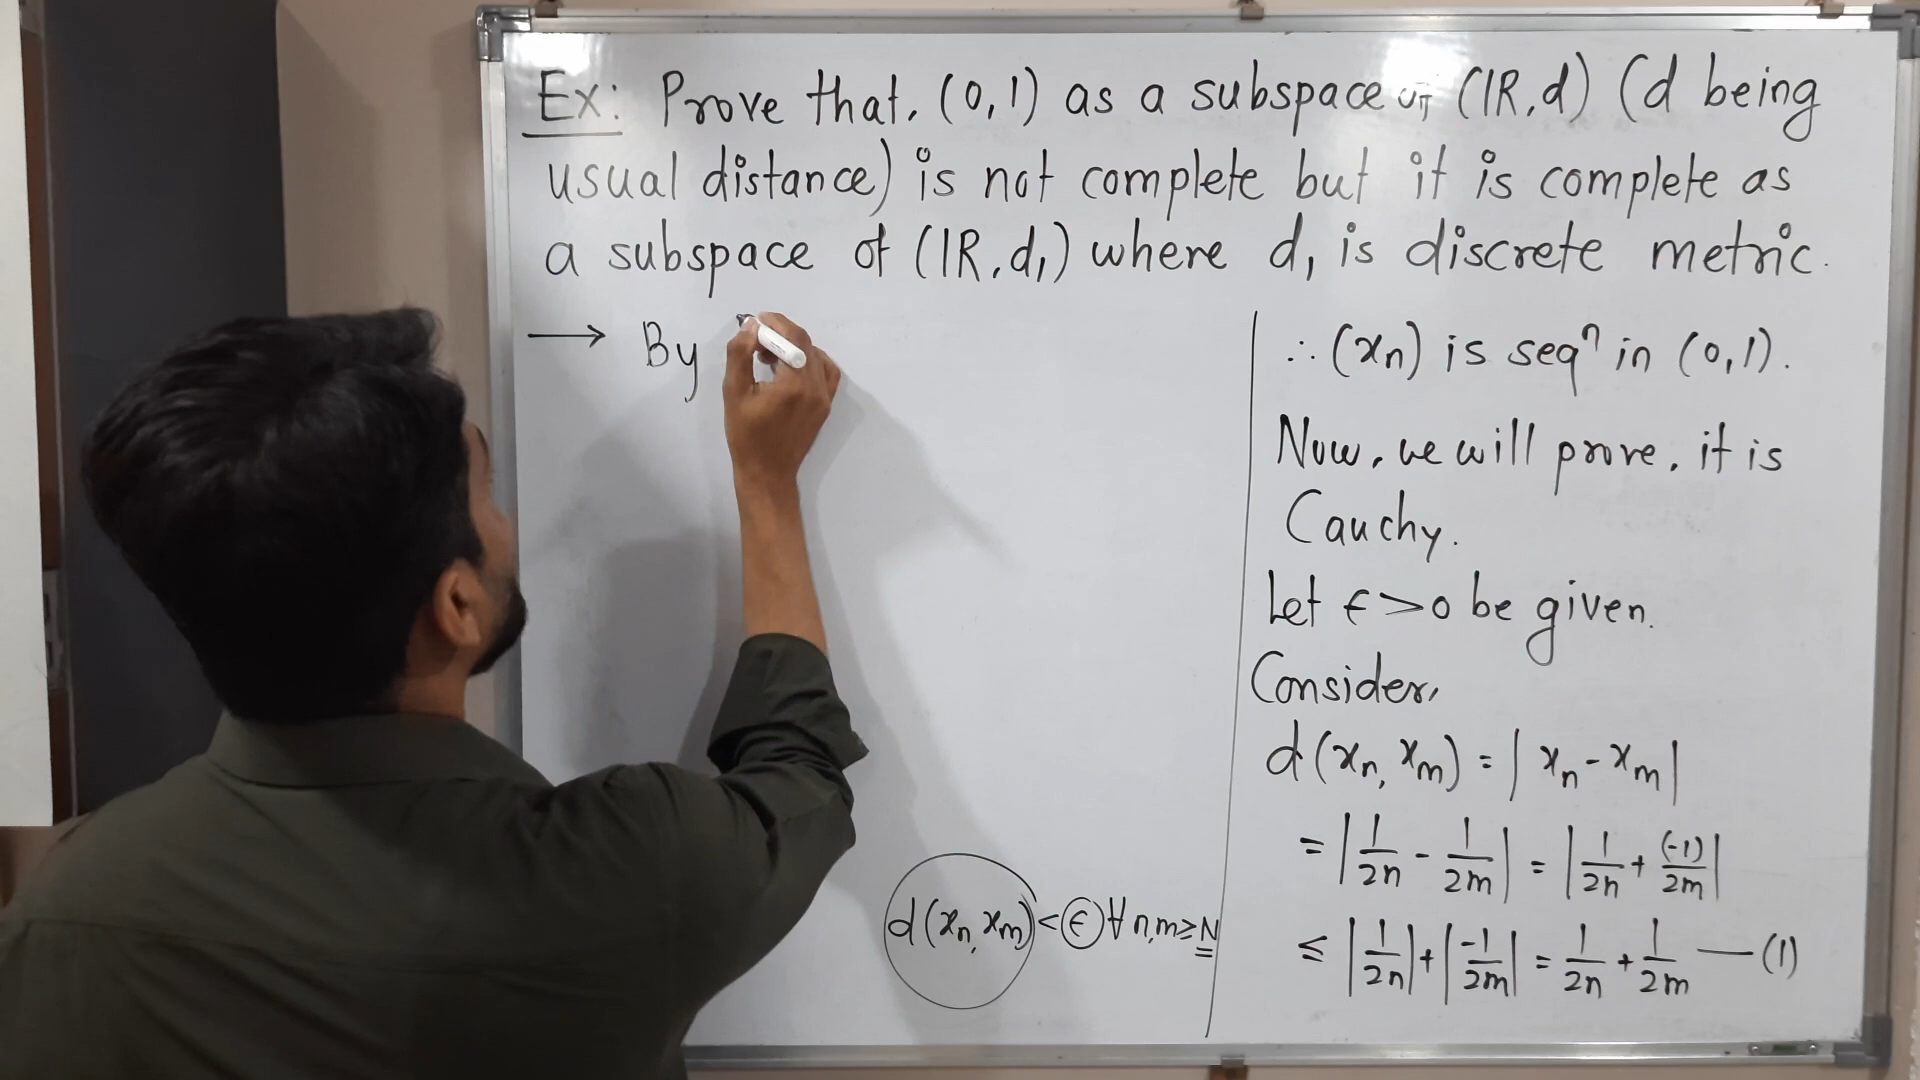 Ex: Prove that, (0,1) as a subspace of (IR,d) (d being
usual distance) is not complete but it is complete as
a subspace of (IR,d₁) where d₁ is discrete metric.
→ By
d(xₙ, xₘ) < ϵ ∀ n,m ≥ N
∴ (xₙ) is seqⁿ in (0,1).
Now, we will prove, it is
Cauchy.
Let ϵ > 0 be given.
Consider,
d(xₙ, xₘ) = | xₙ - xₘ |
= | 1/2n - 1/2m | = | 1/2n + (-1)/2m |
≤ | 1/2n | + | -1/2m | = 1/2n + 1/2m — (1)